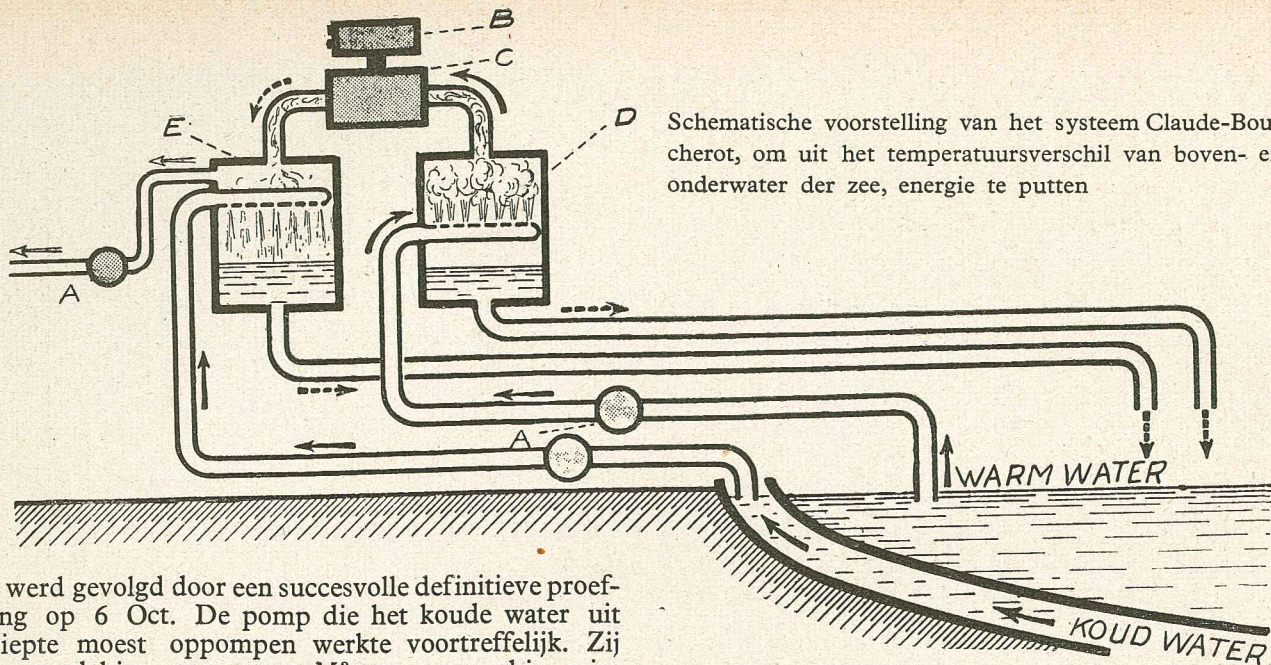 B
C
E
D
Schematische voorstelling van het systeem Claude-Bou
cherot, om uit het temperatuursverschil van boven- e
onderwater der zee, energie te putten
A
A
WARM WATER
KOUD WATER
werd gevolgd door een succesvolle definitieve proef-
ng op 6 Oct. De pomp die het koude water uit
iepte moest oppompen werkte voortreffelijk. Zij